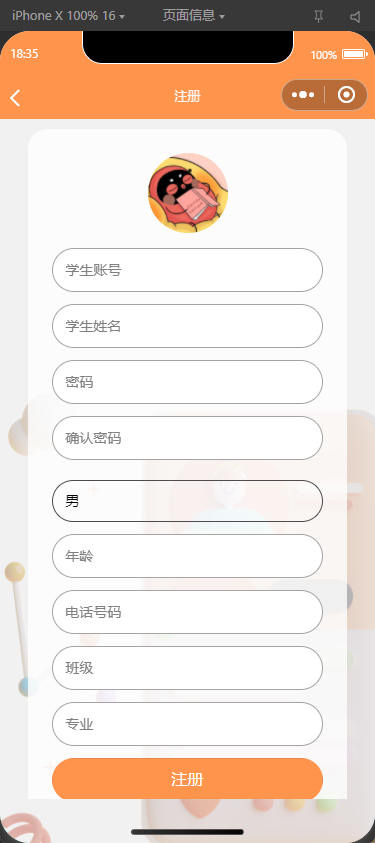 iPhone X 100% 16 页面信息
18:35 100%
注册
学生账号
学生姓名
密码
确认密码
男
年龄
电话号码
班级
专业
注册